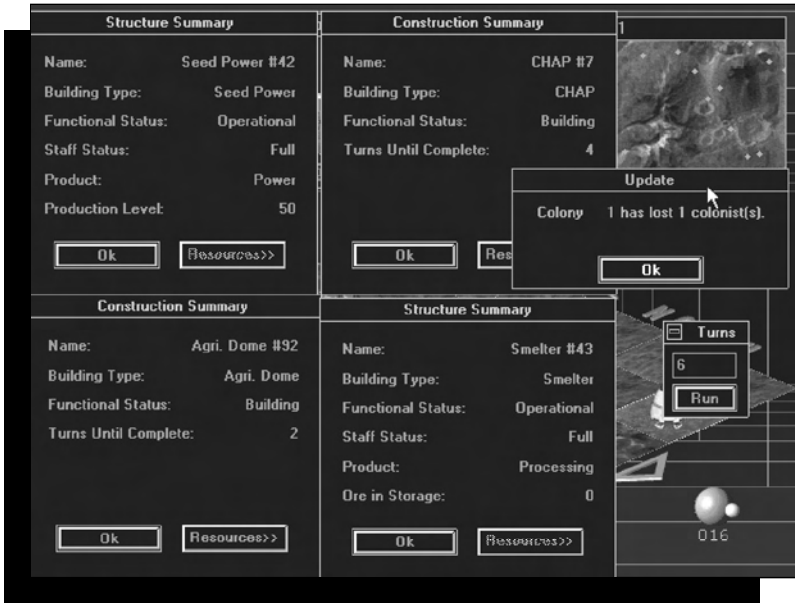 Structure Summary
Name: Seed Power #42
Building Type: Seed Power
Functional Status: Operational
Staff Status: Full
Product: Power
Production Level: 50
Ok Resources>>
Construction Summary
Name: CHAP #7
Building Type: CHAP
Functional Status: Building
Turns Until Complete: 4
Ok Res
1
Update
Colony 1 has lost 1 colonist(s).
Ok
Construction Summary
Name: Agri. Dome #92
Building Type: Agri. Dome
Functional Status: Building
Turns Until Complete: 2
Ok Resources>>
Structure Summary
Name: Smelter #43
Building Type: Smelter
Functional Status: Operational
Staff Status: Full
Product: Processing
Ore in Storage: 0
Ok Resources>>
Turns
6
Run
016